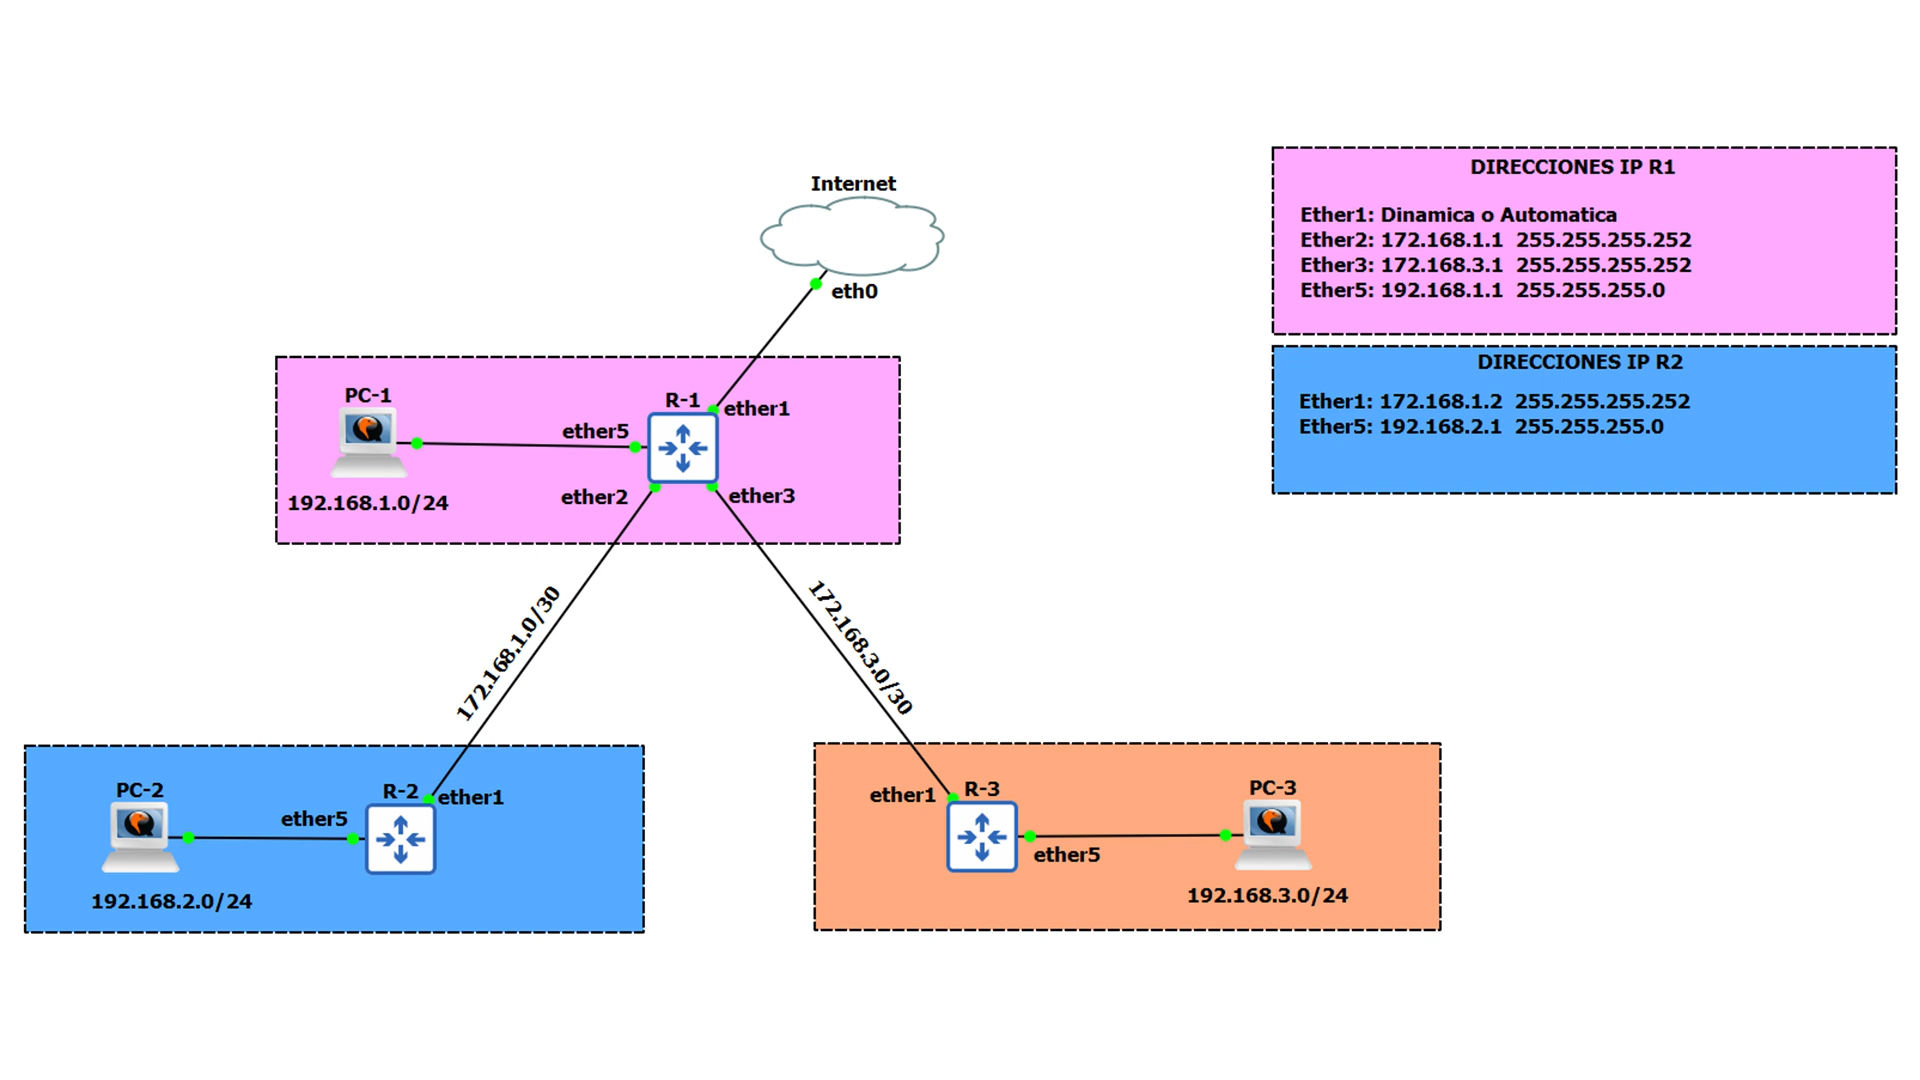 Internet
eth0
PC-1
R-1
ether1
ether5
192.168.1.0/24
ether2
ether3
172.168.1.0/30
172.168.3.0/30
PC-2
R-2
ether1
ether5
192.168.2.0/24
ether1
R-3
PC-3
ether5
192.168.3.0/24
DIRECCIONES IP R1
Ether1: Dinamica o Automatica
Ether2: 172.168.1.1 255.255.255.252
Ether3: 172.168.3.1 255.255.255.252
Ether5: 192.168.1.1 255.255.255.0
DIRECCIONES IP R2
Ether1: 172.168.1.2 255.255.255.252
Ether5: 192.168.2.1 255.255.255.0